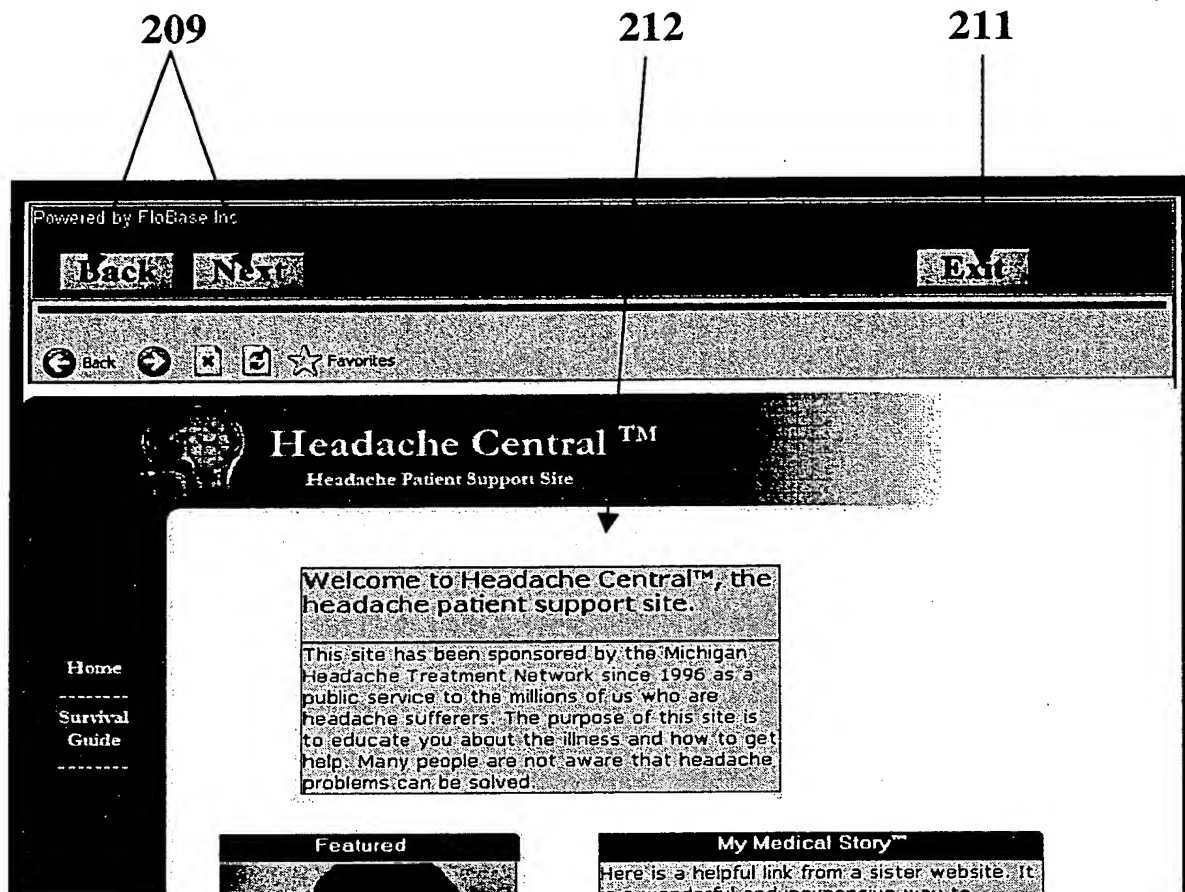 209 212 211
Powered by FloBase Inc
Back Next Exit
Back Favorites
Headache Central ™
Headache Patient Support Site
Welcome to Headache Central™, the
headache patient support site.
This site has been sponsored by the Michigan
Headache Treatment Network since 1996 as a
public service to the millions of us who are
headache sufferers. The purpose of this site is
to educate you about the illness and how to get
help. Many people are not aware that headache
problems can be solved.
Home
Survival
Guide
Featured
My Medical Story™
Here is a helpful link from a sister website. It